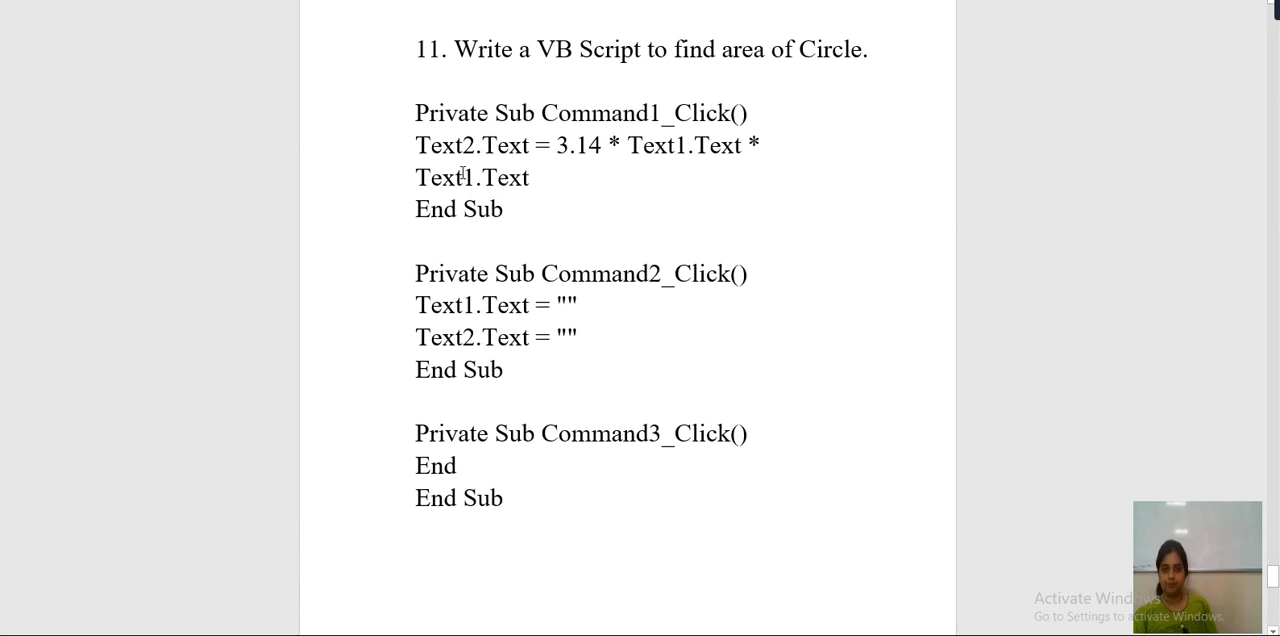 11. Write a VB Script to find area of Circle.
Private Sub Command1_Click()
Text2.Text = 3.14 * Text1.Text *
Text1.Text
End Sub
Private Sub Command2_Click()
Text1.Text = ""
Text2.Text = ""
End Sub
Private Sub Command3_Click()
End
End Sub
Activate Windows
Go to Settings to activate Windows.